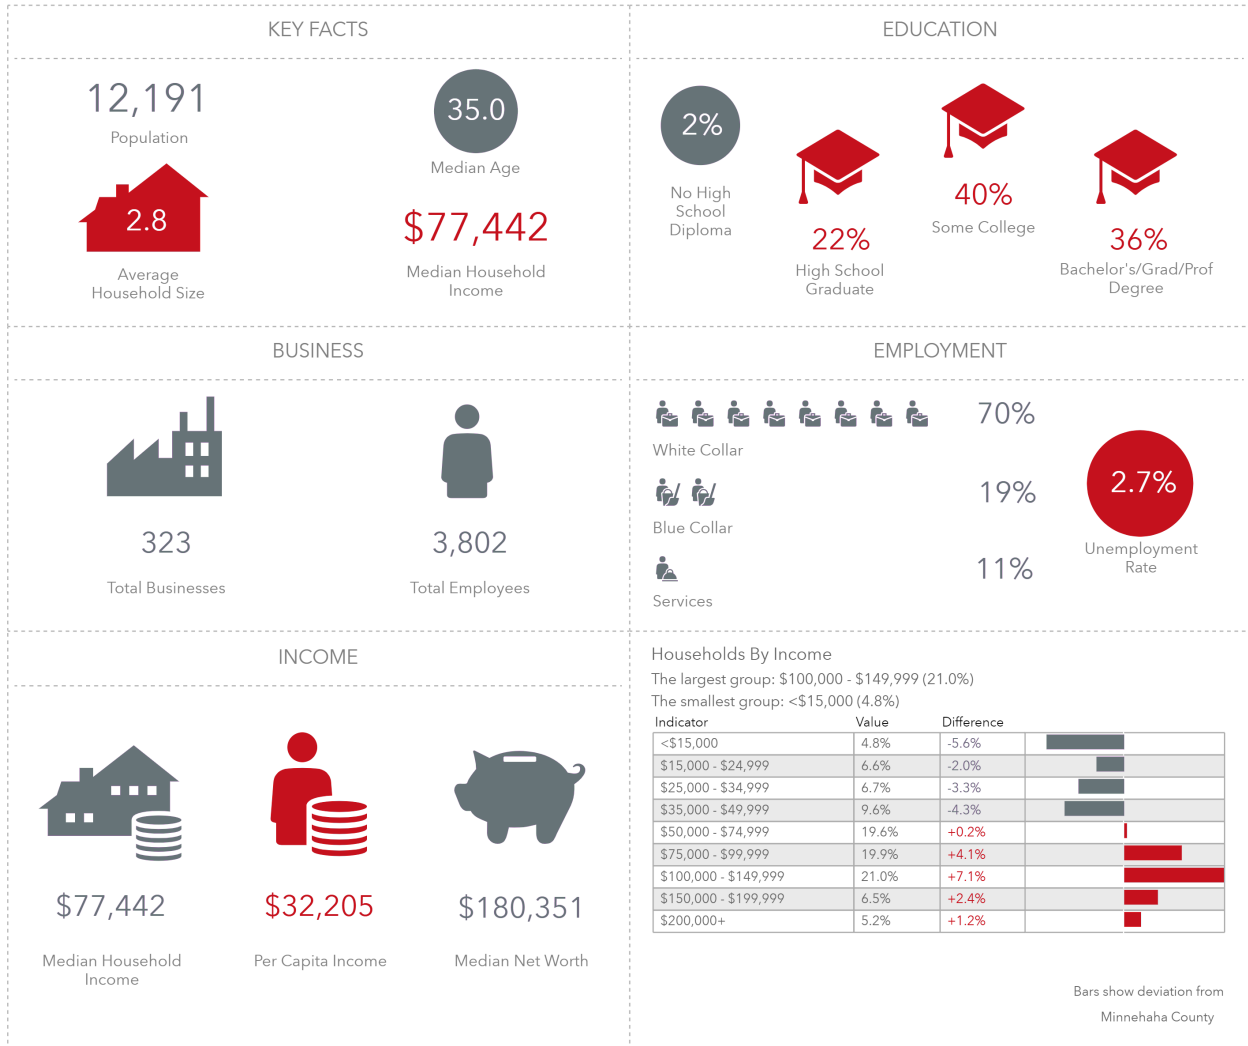 KEY FACTS
12,191
Population
35.0
Median Age
2.8
Average
Household Size
$77,442
Median Household
Income
EDUCATION
2%
No High
School
Diploma
22%
High School
Graduate
40%
Some College
36%
Bachelor's/Grad/Prof
Degree
BUSINESS
323
Total Businesses
3,802
Total Employees
EMPLOYMENT
70%
White Collar
19%
Blue Collar
11%
Services
2.7%
Unemployment
Rate
INCOME
$77,442
Median Household
Income
$32,205
Per Capita Income
$180,351
Median Net Worth
Households By Income
The largest group: $100,000 - $149,999 (21.0%)
The smallest group: <$15,000 (4.8%)
Indicator Value Difference
<$15,000 4.8% -5.6%
$15,000 - $24,999 6.6% -2.0%
$25,000 - $34,999 6.7% -3.3%
$35,000 - $49,999 9.6% -4.3%
$50,000 - $74,999 19.6% +0.2%
$75,000 - $99,999 19.9% +4.1%
$100,000 - $149,999 21.0% +7.1%
$150,000 - $199,999 6.5% +2.4%
$200,000+ 5.2% +1.2%
Bars show deviation from
Minnehaha County